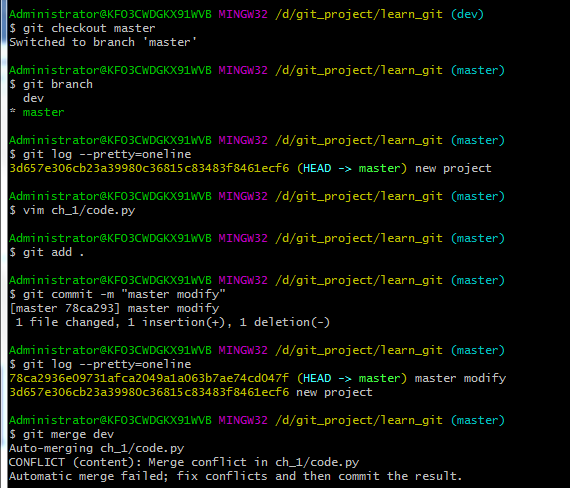 Administrator@KFO3CWDGKX91WVB MINGW32 /d/git_project/learn_git (dev)
$ git checkout master
Switched to branch 'master'
Administrator@KFO3CWDGKX91WVB MINGW32 /d/git_project/learn_git (master)
$ git branch
  dev
* master
Administrator@KFO3CWDGKX91WVB MINGW32 /d/git_project/learn_git (master)
$ git log --pretty=oneline
3d657e306cb23a39980c36815c83483f8461ecf6 (HEAD -> master) new project
Administrator@KFO3CWDGKX91WVB MINGW32 /d/git_project/learn_git (master)
$ vim ch_1/code.py
Administrator@KFO3CWDGKX91WVB MINGW32 /d/git_project/learn_git (master)
$ git add .
Administrator@KFO3CWDGKX91WVB MINGW32 /d/git_project/learn_git (master)
$ git commit -m "master modify"
[master 78ca293] master modify
 1 file changed, 1 insertion(+), 1 deletion(-)
Administrator@KFO3CWDGKX91WVB MINGW32 /d/git_project/learn_git (master)
$ git log --pretty=oneline
78ca2936e09731afca2049a1a063b7ae74cd047f (HEAD -> master) master modify
3d657e306cb23a39980c36815c83483f8461ecf6 new project
Administrator@KFO3CWDGKX91WVB MINGW32 /d/git_project/learn_git (master)
$ git merge dev
Auto-merging ch_1/code.py
CONFLICT (content): Merge conflict in ch_1/code.py
Automatic merge failed; fix conflicts and then commit the result.